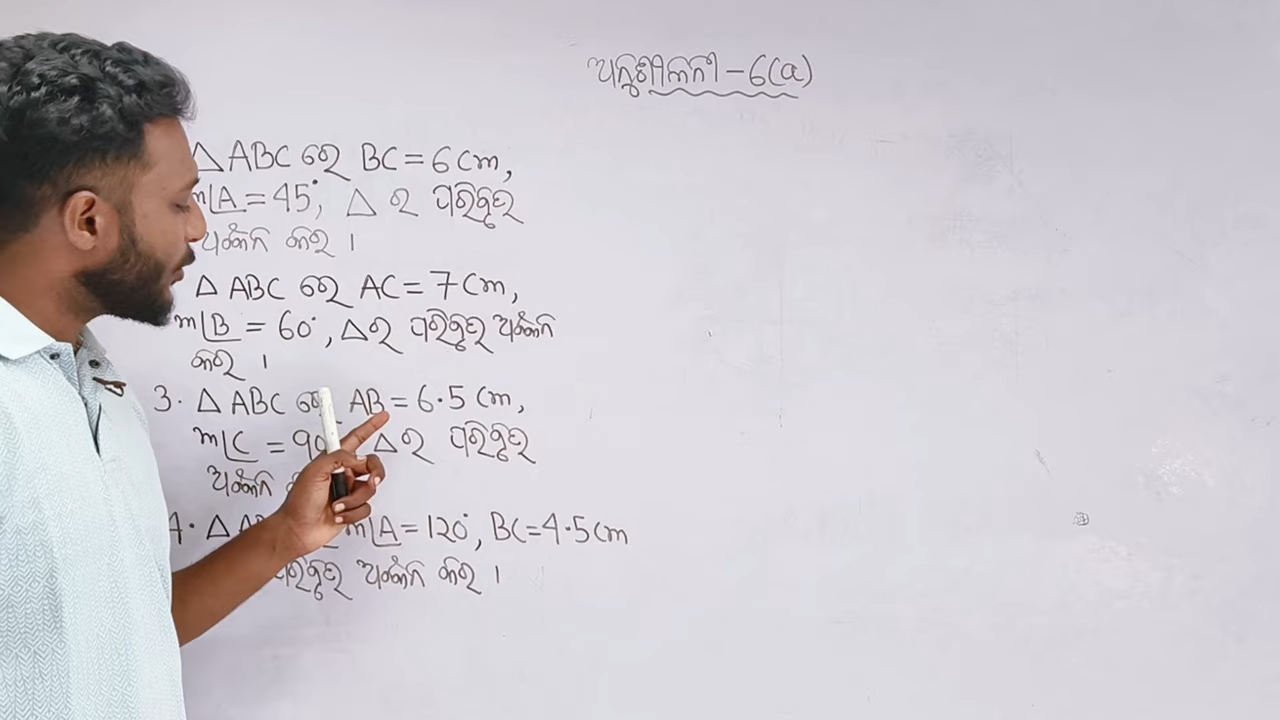 ଅନୁଶୀଳନୀ – 6(a)
△ ABC ରେ BC = 6 cm,
m∠A = 45°, △ ର ପରିବୃତ୍ତ
ଅଙ୍କନ କର ।
△ ABC ରେ AC = 7 cm,
m∠B = 60°, △ର ପରିବୃତ୍ତ ଅଙ୍କନ
କର ।
3. △ ABC ରେ AB = 6.5 cm,
m∠C = 90 △ ର ପରିବୃତ୍ତ
ଅଙ୍କନ
4. △ m∠A = 120°, BC = 4.5 cm
ପରିବୃତ୍ତ ଅଙ୍କନ କର ।